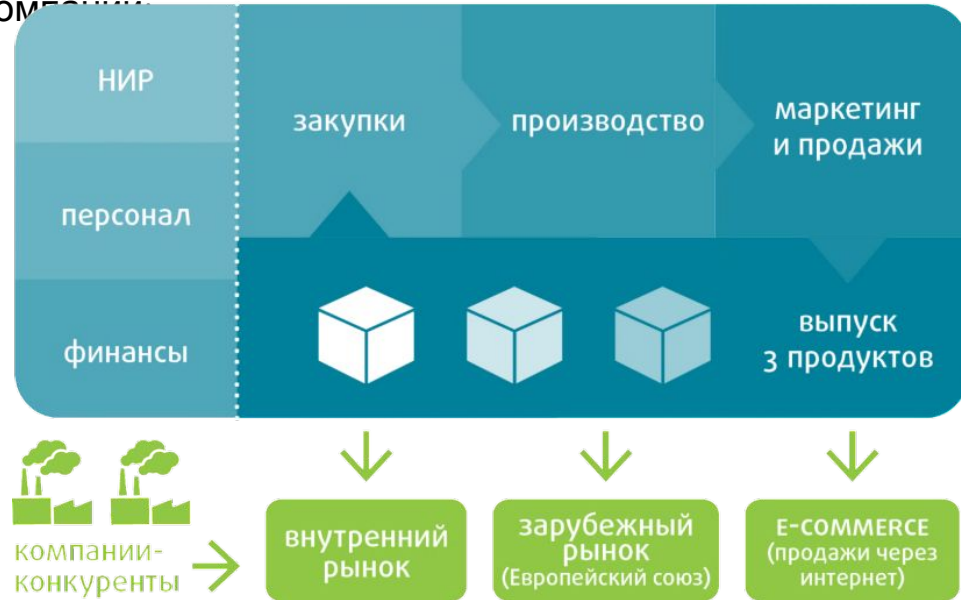 НИР
персонал
финансы
закупки
производство
маркетинг
и продажи
выпуск
3 продуктов
компании-
конкуренты
внутренний
рынок
зарубежный
рынок
(Европейский союз)
E-COMMERCE
(продажи через
интернет)